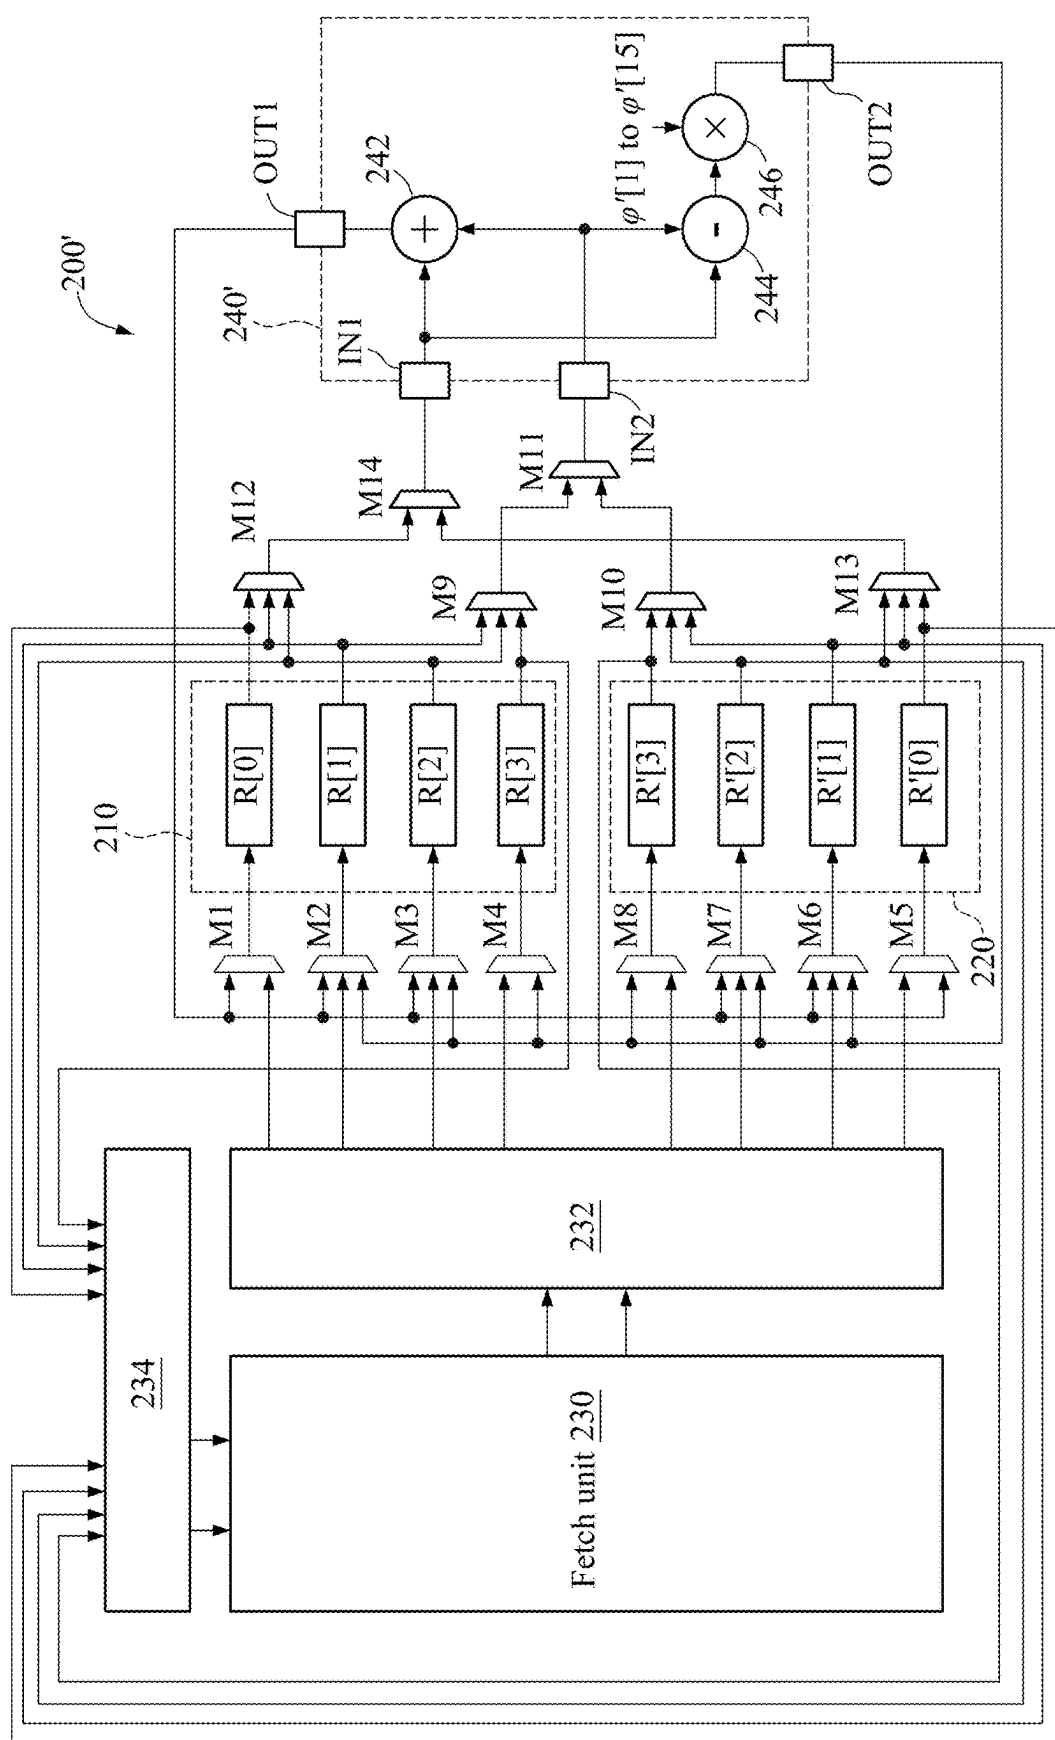 200'
OUT1
240'
242
φ'[1] to φ'[15]
IN1
246
OUT2
244
IN2
M11
M14
M12
M9
M10
M13
210
R[0]
R[1]
R[2]
R[3]
R'[3]
R'[2]
R'[1]
R'[0]
M1
M2
M3
M4
M8
M7
M6
M5
220
232
234
Fetch unit 230
+
-
×